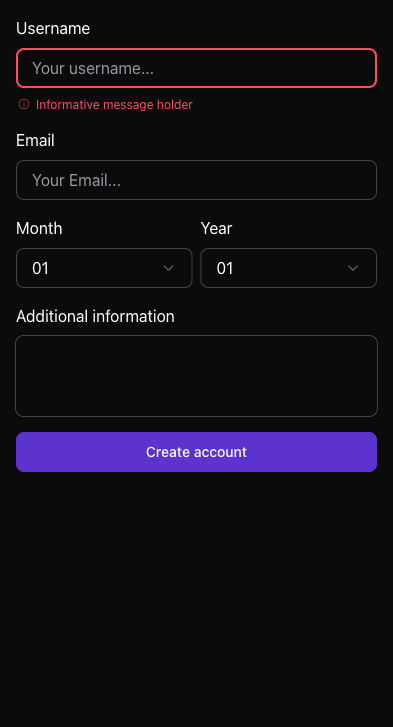 Username
Your username...
Informative message holder
Email
Your Email...
Month Year
01 01
Additional information
Create account